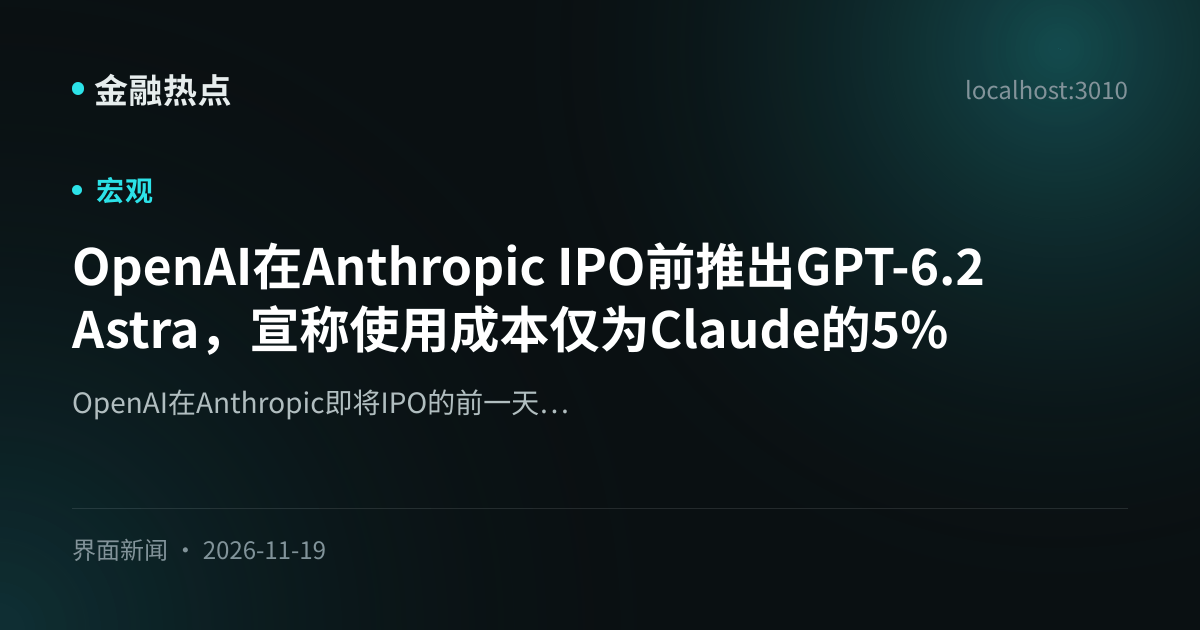 金融热点
localhost:3010
宏观
OpenAI在Anthropic IPO前推出GPT-6.2
Astra，宣称使用成本仅为Claude的5%
OpenAI在Anthropic即将IPO的前一天…
界面新闻 · 2026-11-19